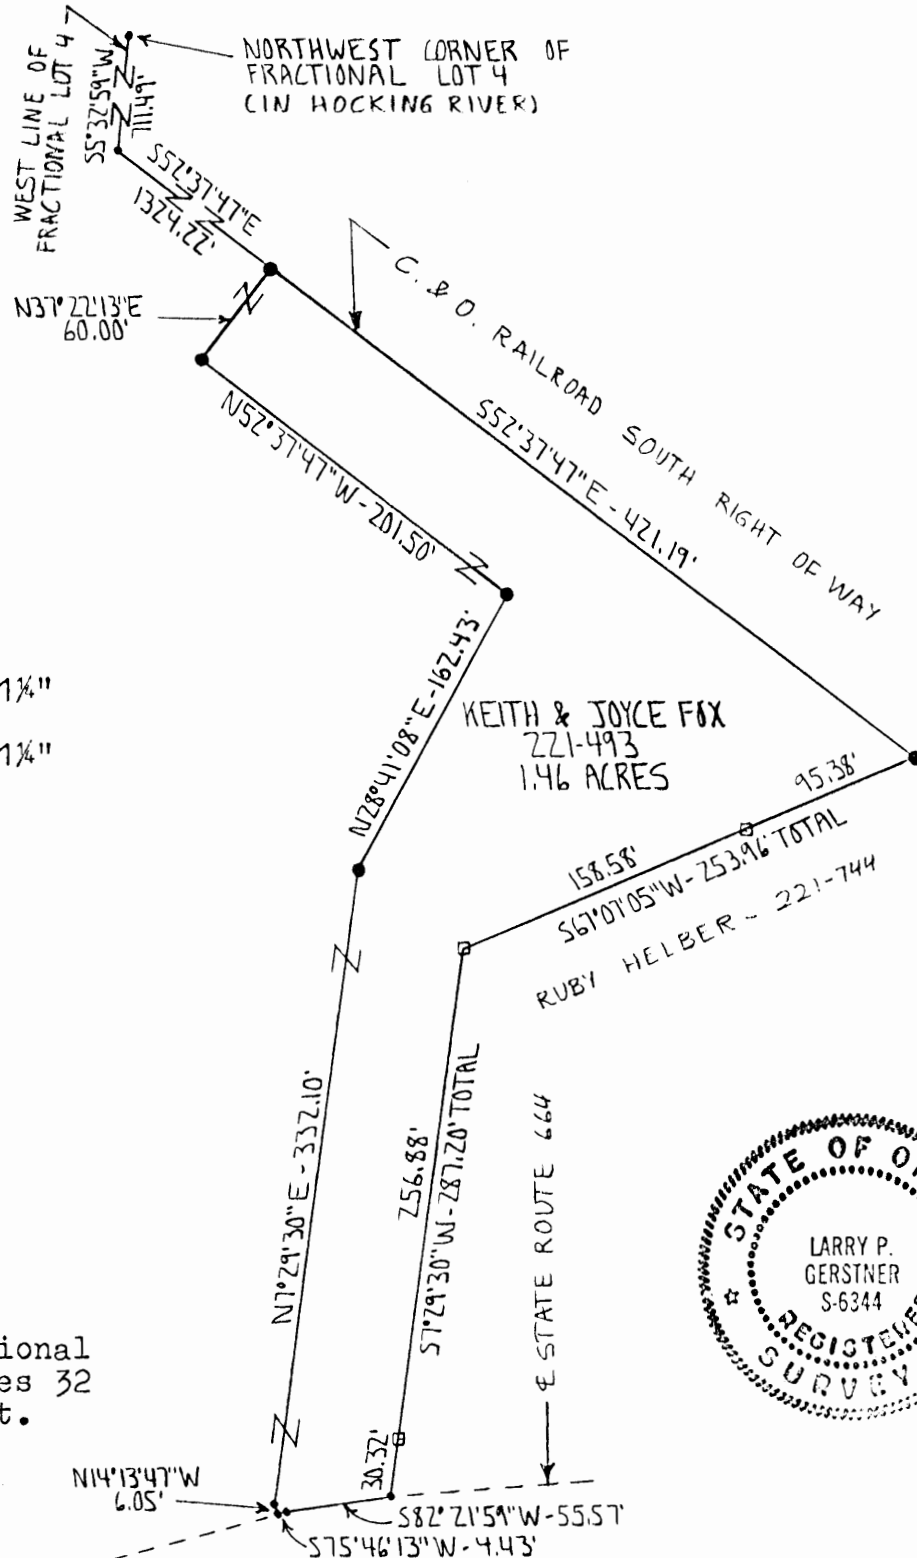 WEST LINE OF
FRACTIONAL LOT 4
S5°32'59"W
711.49'
NORTHWEST CORNER OF
FRACTIONAL LOT 4
(IN HOCKING RIVER)
S52°37'47"E
1324.22'
N37°22'13"E
60.00'
C. & O. RAILROAD SOUTH RIGHT OF WAY
S52°37'47"E - 421.19'
N52°37'47"W - 201.50'
N28°41'08"E - 162.43'
1¼"
1¼"
KEITH & JOYCE FOX
221-493
1.46 ACRES
95.38'
158.58'
S67°07'05"W - 253.96' TOTAL
RUBY HELBER - 221-744
N7°29'30"E - 332.10'
256.88'
S7°29'30"W - 287.20' TOTAL
℄ STATE ROUTE 664
STATE OF O
LARRY P.
GERSTNER
S-6344
REGISTERE
SURVEY
ional
es 32
t.
30.32'
N14°13'47"W
6.05'
S82°21'59"W - 55.57'
S75°46'13"W - 4.43'